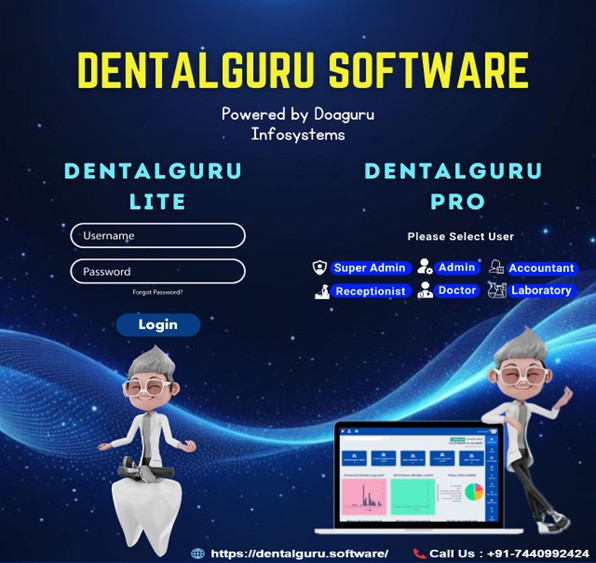 DENTALGURU SOFTWARE
Powered by Doaguru
Infosystems
DENTALGURU
LITE
Username
Password
Forgot Password?
Login
DENTALGURU
PRO
Please Select User
Super Admin
Admin
Accountant
Receptionist
Doctor
Laboratory
https://dentalguru.software/
Call Us : +91-7440992424